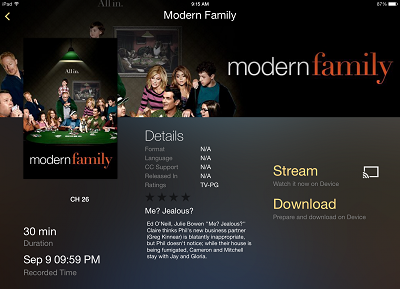 iPad
9:15 AM
87%
Modern Family
All in.
All in.
modern family
modern family
CH 26
30 min
Duration
Sep 9 09:59 PM
Recorded Time
Details
Format N/A
Language N/A
CC Support N/A
Released In N/A
Ratings TV-PG
Me? Jealous?
Ed O'Neill, Julie Bowen "Me? Jealous?"
Claire thinks Phil's new business partner
(Greg Kinnear) is blatantly inappropriate,
but Phil doesn't notice; while their house is
being fumigated, Cameron and Mitchell
stay with Jay and Gloria.
Stream
Watch it now on Device
Download
Prepare and download on Device